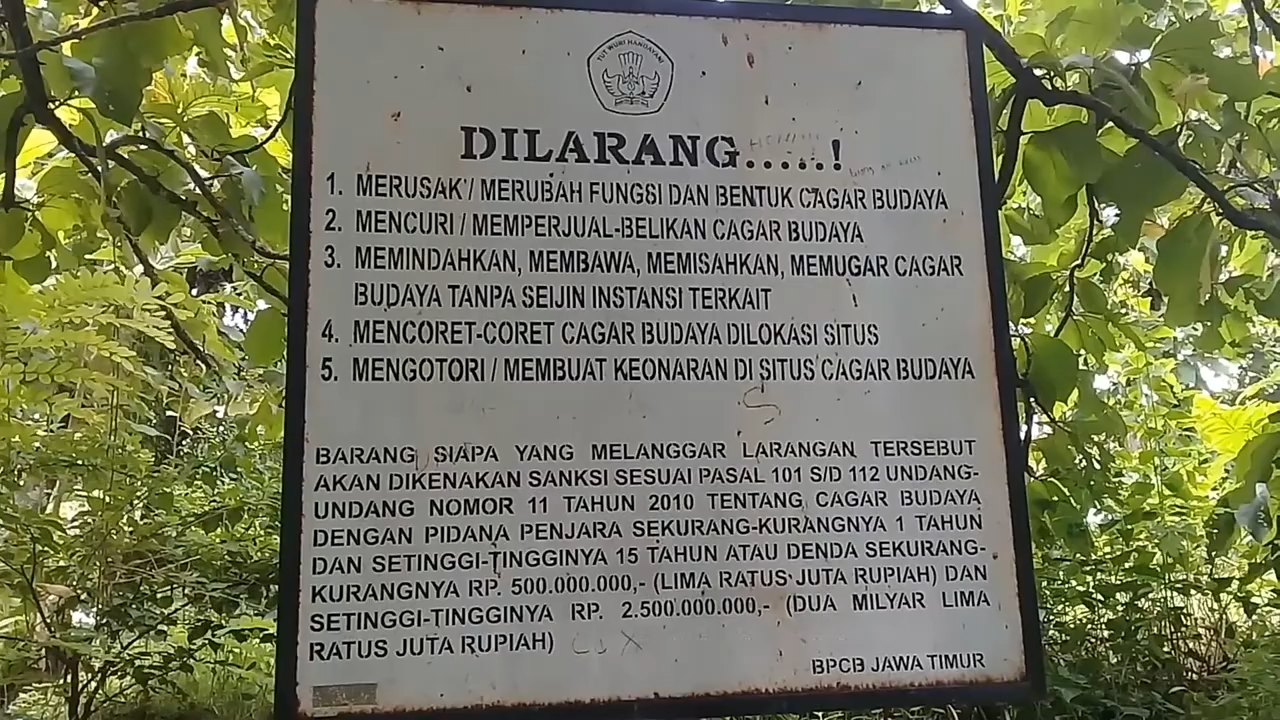 TUT WURI HANDAYANI
DILARANG.....!
1. MERUSAK / MERUBAH FUNGSI DAN BENTUK CAGAR BUDAYA
2. MENCURI / MEMPERJUAL-BELIKAN CAGAR BUDAYA
3. MEMINDAHKAN, MEMBAWA, MEMISAHKAN, MEMUGAR CAGAR
BUDAYA TANPA SEIJIN INSTANSI TERKAIT
4. MENCORET-CORET CAGAR BUDAYA DILOKASI SITUS
5. MENGOTORI / MEMBUAT KEONARAN DI SITUS CAGAR BUDAYA
BARANG SIAPA YANG MELANGGAR LARANGAN TERSEBUT
AKAN DIKENAKAN SANKSI SESUAI PASAL 101 S/D 112 UNDANG-
UNDANG NOMOR 11 TAHUN 2010 TENTANG CAGAR BUDAYA
DENGAN PIDANA PENJARA SEKURANG-KURANGNYA 1 TAHUN
DAN SETINGGI-TINGGINYA 15 TAHUN ATAU DENDA SEKURANG-
KURANGNYA RP. 500.000.000,- (LIMA RATUS JUTA RUPIAH) DAN
SETINGGI-TINGGINYA RP. 2.500.000.000,- (DUA MILYAR LIMA
RATUS JUTA RUPIAH)
BPCB JAWA TIMUR